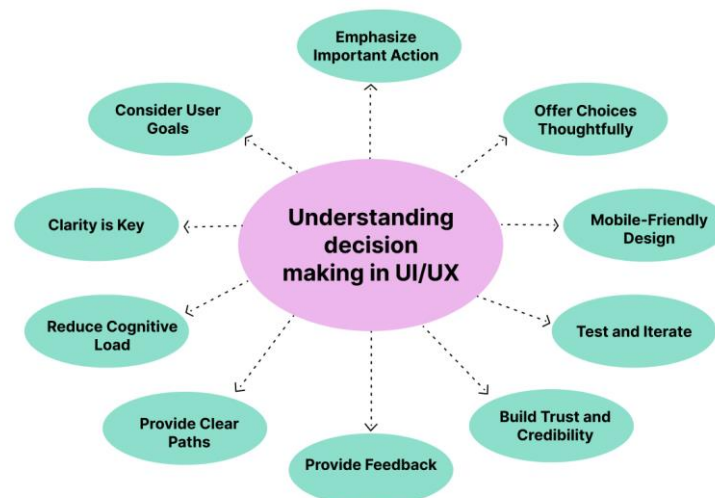 Emphasize
Important Action
Consider User
Goals
Offer Choices
Thoughtfully
Clarity is Key
Understanding
decision
making in UI/UX
Mobile-Friendly
Design
Reduce Cognitive
Load
Test and Iterate
Provide Clear
Paths
Build Trust and
Credibility
Provide Feedback